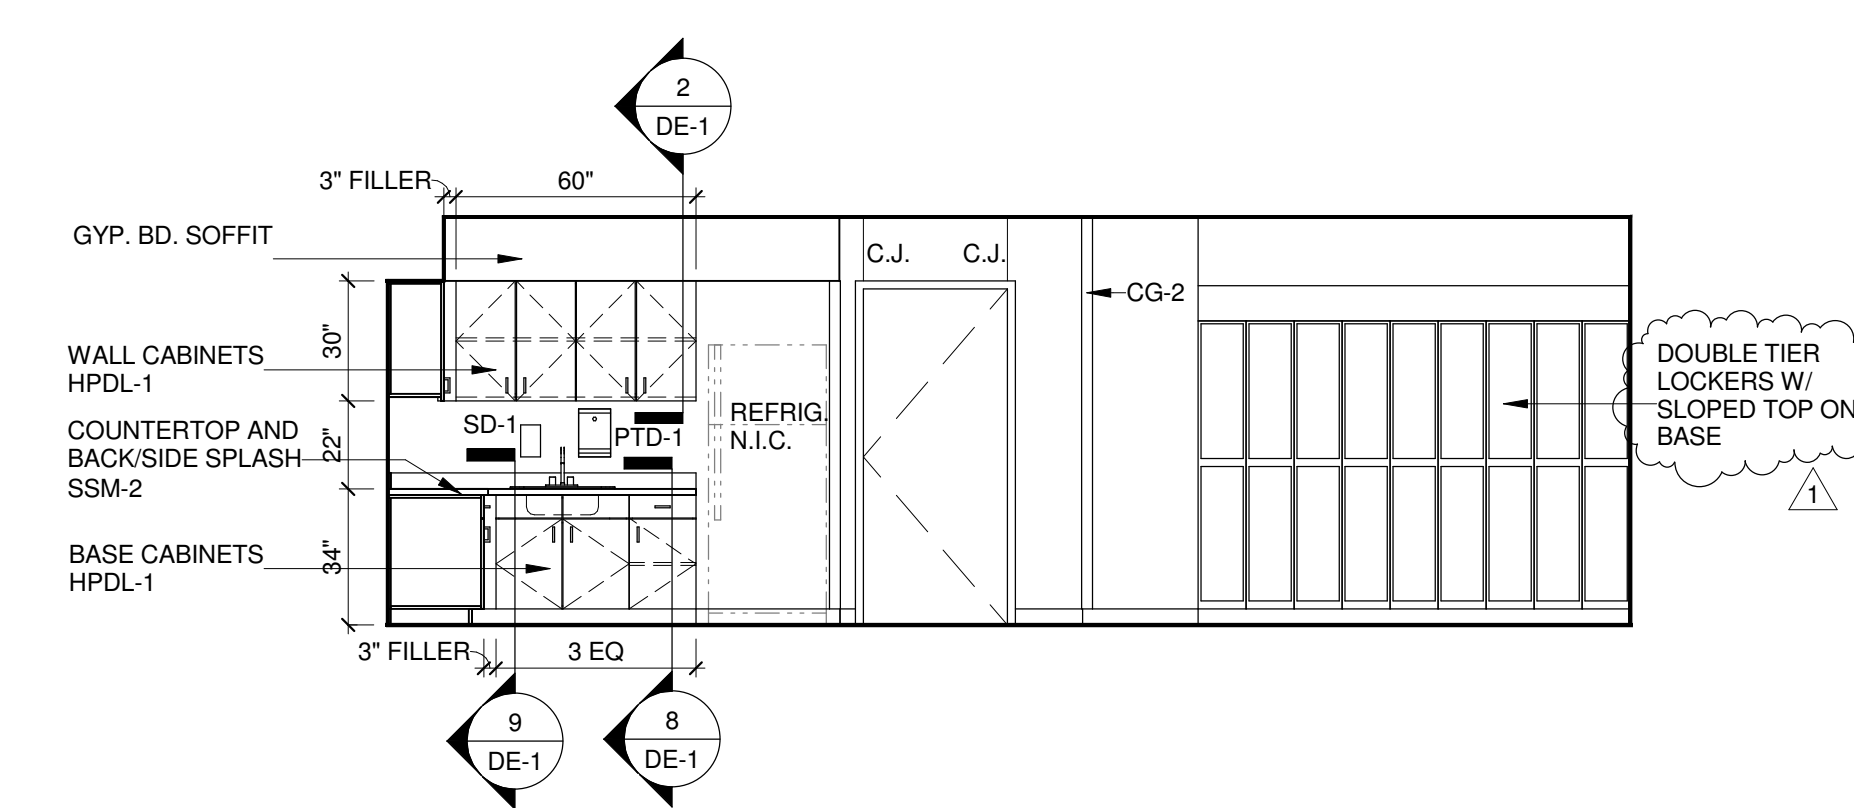 2
DE-1
3" FILLER
60"
GYP. BD. SOFFIT
C.J.
C.J.
CG-2
30"
WALL CABINETS
HPDL-1
DOUBLE TIER
LOCKERS W/
SLOPED TOP ON
BASE
1
SD-1
PTD-1
REFRIG.
N.I.C.
COUNTERTOP AND
BACK/SIDE SPLASH
SSM-2
22"
BASE CABINETS
HPDL-1
34"
3" FILLER
3 EQ
9
DE-1
8
DE-1